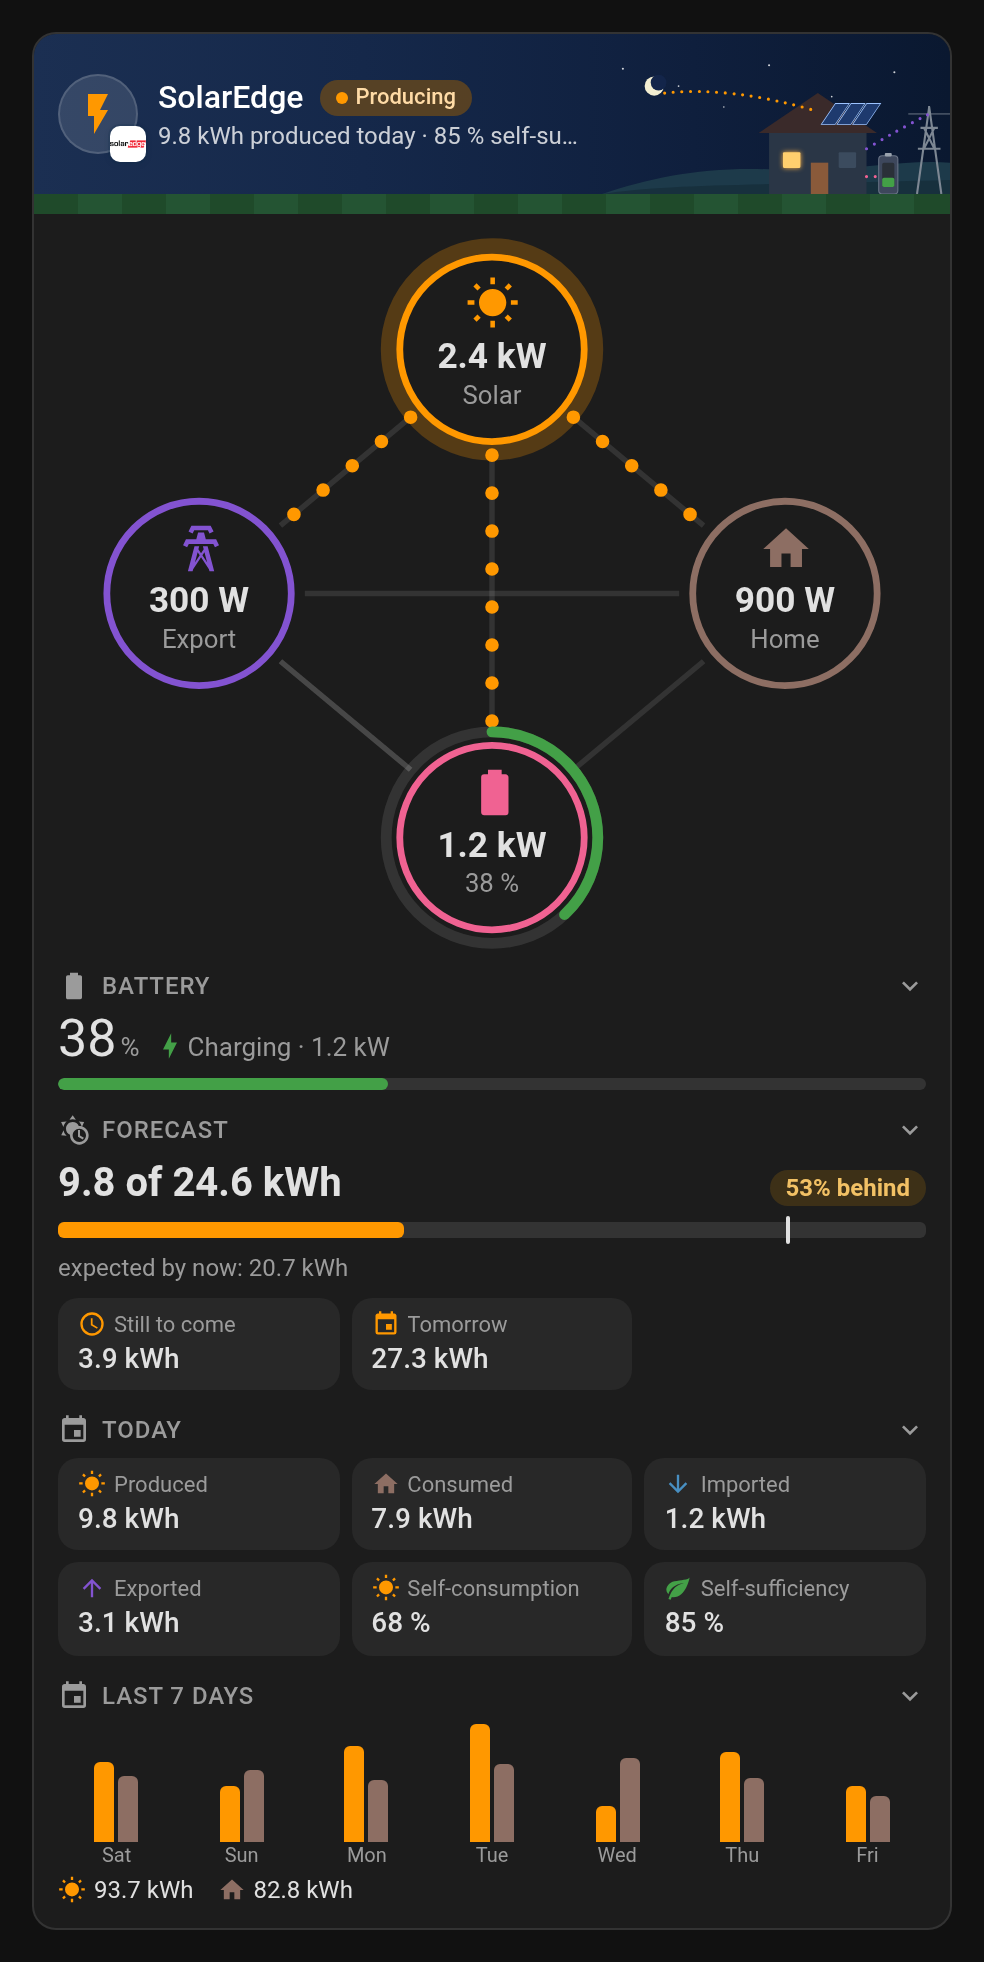 SolarEdge
Producing
9.8 kWh produced today · 85 % self-su...
solaredge
2.4 kW
Solar
300 W
Export
900 W
Home
1.2 kW
38 %
BATTERY
38 %
Charging · 1.2 kW
FORECAST
9.8 of 24.6 kWh
53% behind
expected by now: 20.7 kWh
Still to come
3.9 kWh
Tomorrow
27.3 kWh
TODAY
Produced
9.8 kWh
Consumed
7.9 kWh
Imported
1.2 kWh
Exported
3.1 kWh
Self-consumption
68 %
Self-sufficiency
85 %
LAST 7 DAYS
Sat Sun Mon Tue Wed Thu Fri
93.7 kWh 82.8 kWh